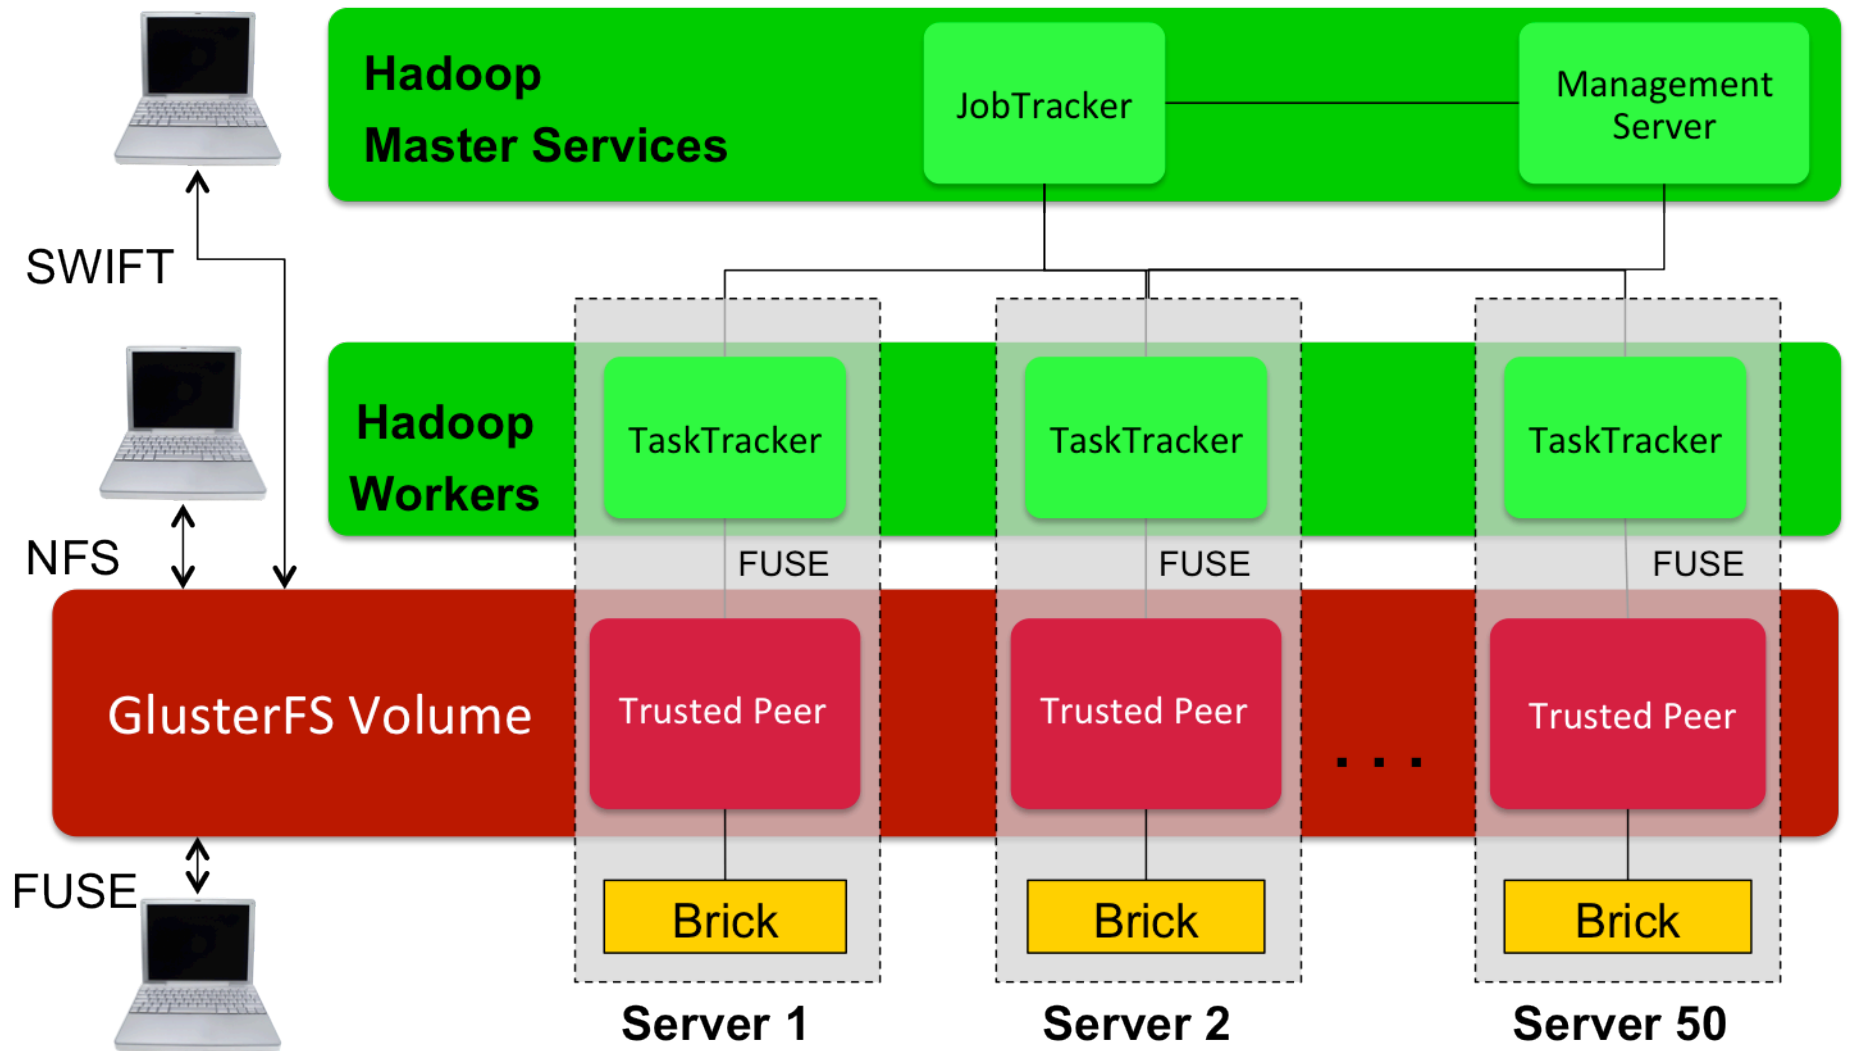 Hadoop
Master Services
JobTracker
Management
Server
SWIFT
Hadoop
Workers
TaskTracker
TaskTracker
TaskTracker
NFS
FUSE
FUSE
FUSE
GlusterFS Volume
Trusted Peer
Trusted Peer
. . .
Trusted Peer
FUSE
Brick
Brick
Brick
Server 1
Server 2
Server 50